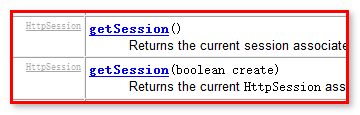 HttpSession getSession()
Returns the current session associate
HttpSession getSession(boolean create)
Returns the current HttpSession ass